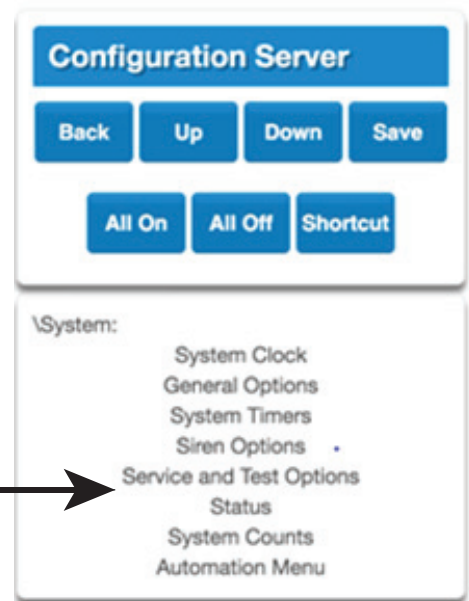 Configuration Server
Back Up Down Save
All On All Off Shortcut
\System:
System Clock
General Options
System Timers
Siren Options
Service and Test Options
Status
System Counts
Automation Menu